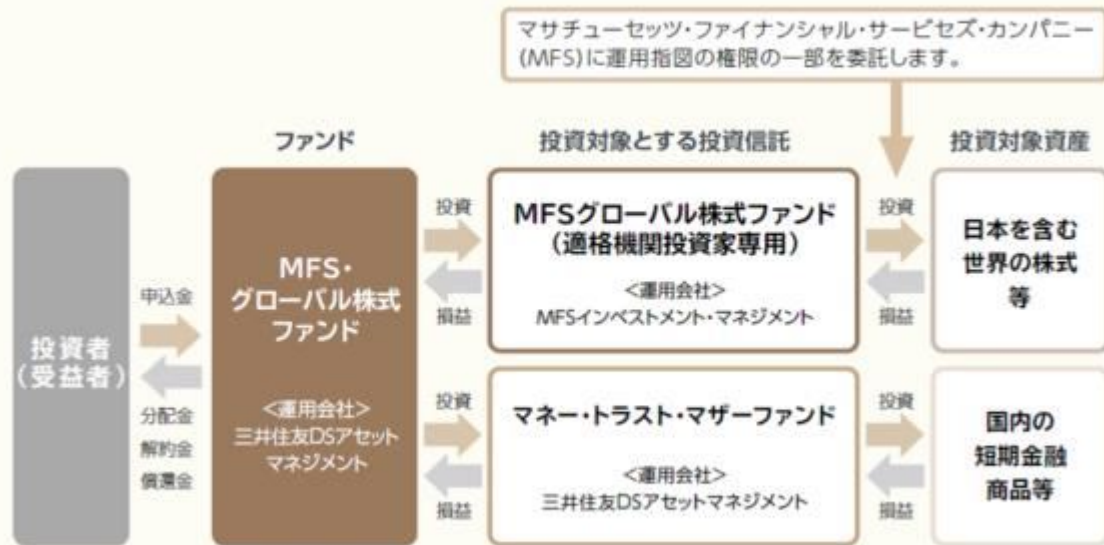 マサチューセッツ・ファイナンシャル・サービセズ・カンパニー
(MFS)に運用指図の権限の一部を委託します。
ファンド
投資対象とする投資信託
投資対象資産
投資者
(受益者)
申込金
分配金
解約金
償還金
MFS・
グローバル株式
ファンド
<運用会社>
三井住友DSアセット
マネジメント
投資
損益
MFSグローバル株式ファンド
(適格機関投資家専用)
<運用会社>
MFSインベストメント・マネジメント
投資
損益
日本を含む
世界の株式
等
投資
損益
マネー・トラスト・マザーファンド
<運用会社>
三井住友DSアセットマネジメント
投資
損益
国内の
短期金融
商品等